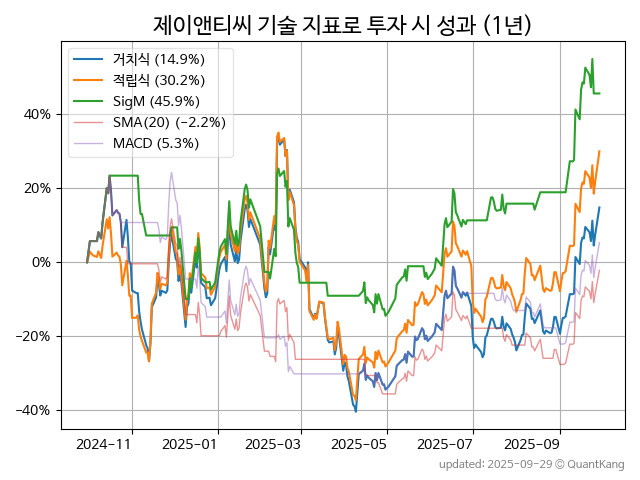 제이앤티씨 기술 지표로 투자 시 성과 (1년)
거치식 (14.9%)
적립식 (30.2%)
SigM (45.9%)
SMA(20) (-2.2%)
MACD (5.3%)
40%
20%
0%
-20%
-40%
2024-11 2025-01 2025-03 2025-05 2025-07 2025-09
updated: 2025-09-29 © QuantKang